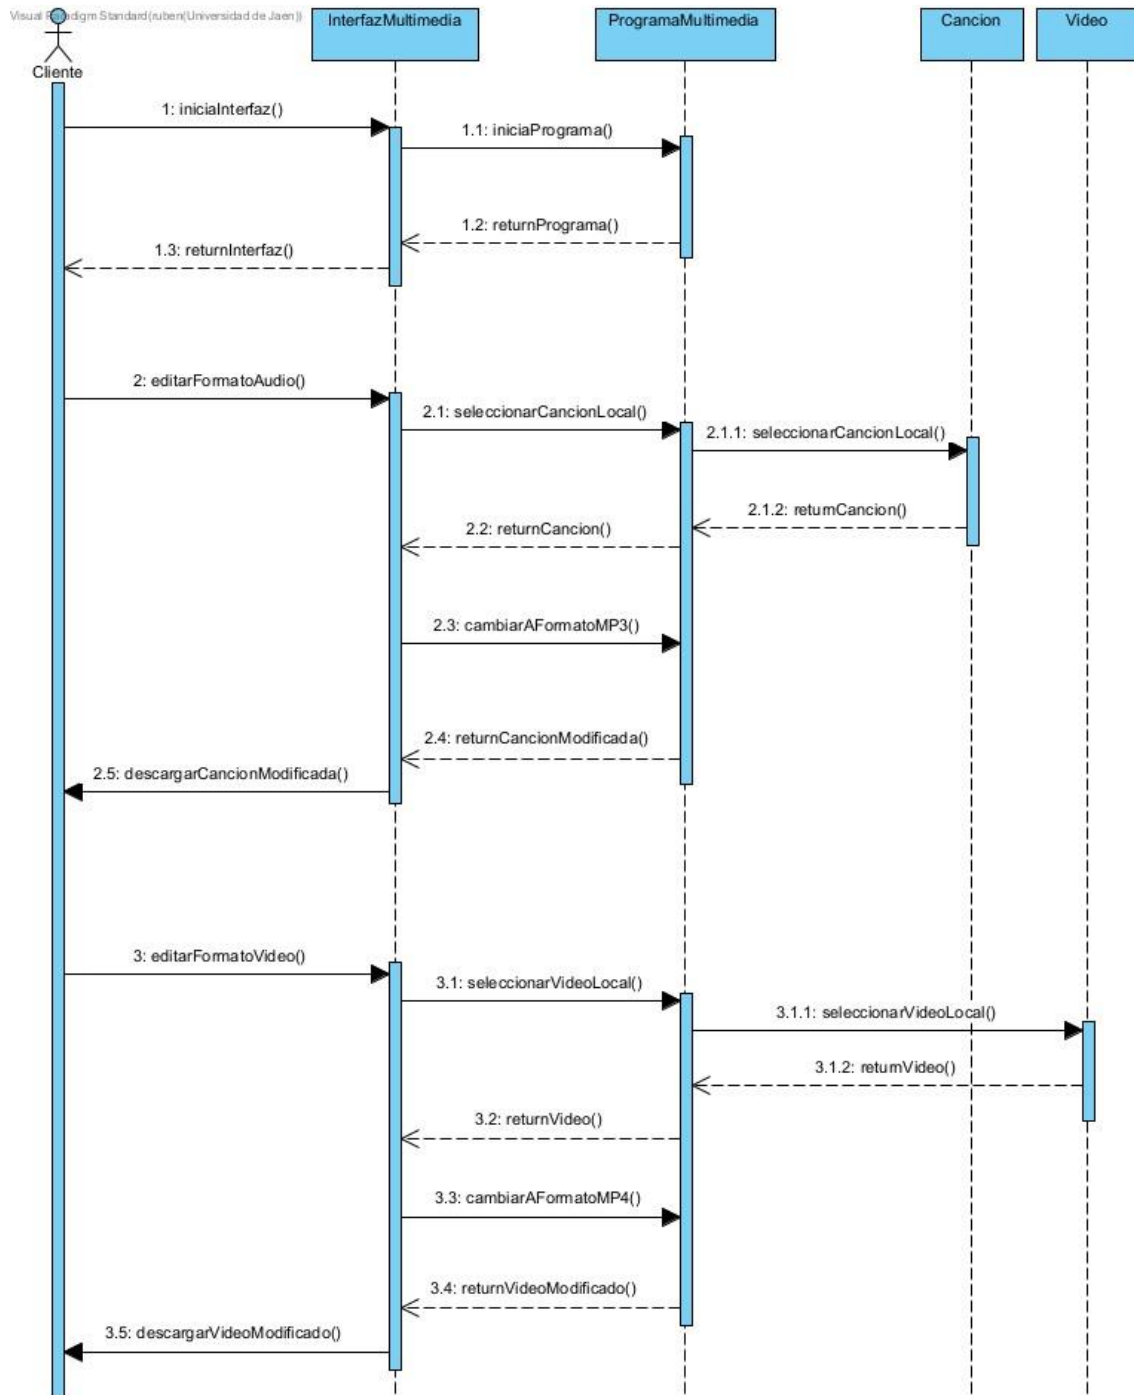 Visual Paradigm Standard(ruben(Universidad de Jaen))
Cliente
InterfazMultimedia
ProgramaMultimedia
Cancion
Video
1: iniciaInterfaz()
1.1: iniciaPrograma()
1.2: returnPrograma()
1.3: returnInterfaz()
2: editarFormatoAudio()
2.1: seleccionarCancionLocal()
2.1.1: seleccionarCancionLocal()
2.1.2: returnCancion()
2.2: returnCancion()
2.3: cambiarAFormatoMP3()
2.4: returnCancionModificada()
2.5: descargarCancionModificada()
3: editarFormatoVideo()
3.1: seleccionarVideoLocal()
3.1.1: seleccionarVideoLocal()
3.1.2: returnVideo()
3.2: returnVideo()
3.3: cambiarAFormatoMP4()
3.4: returnVideoModificado()
3.5: descargarVideoModificado()